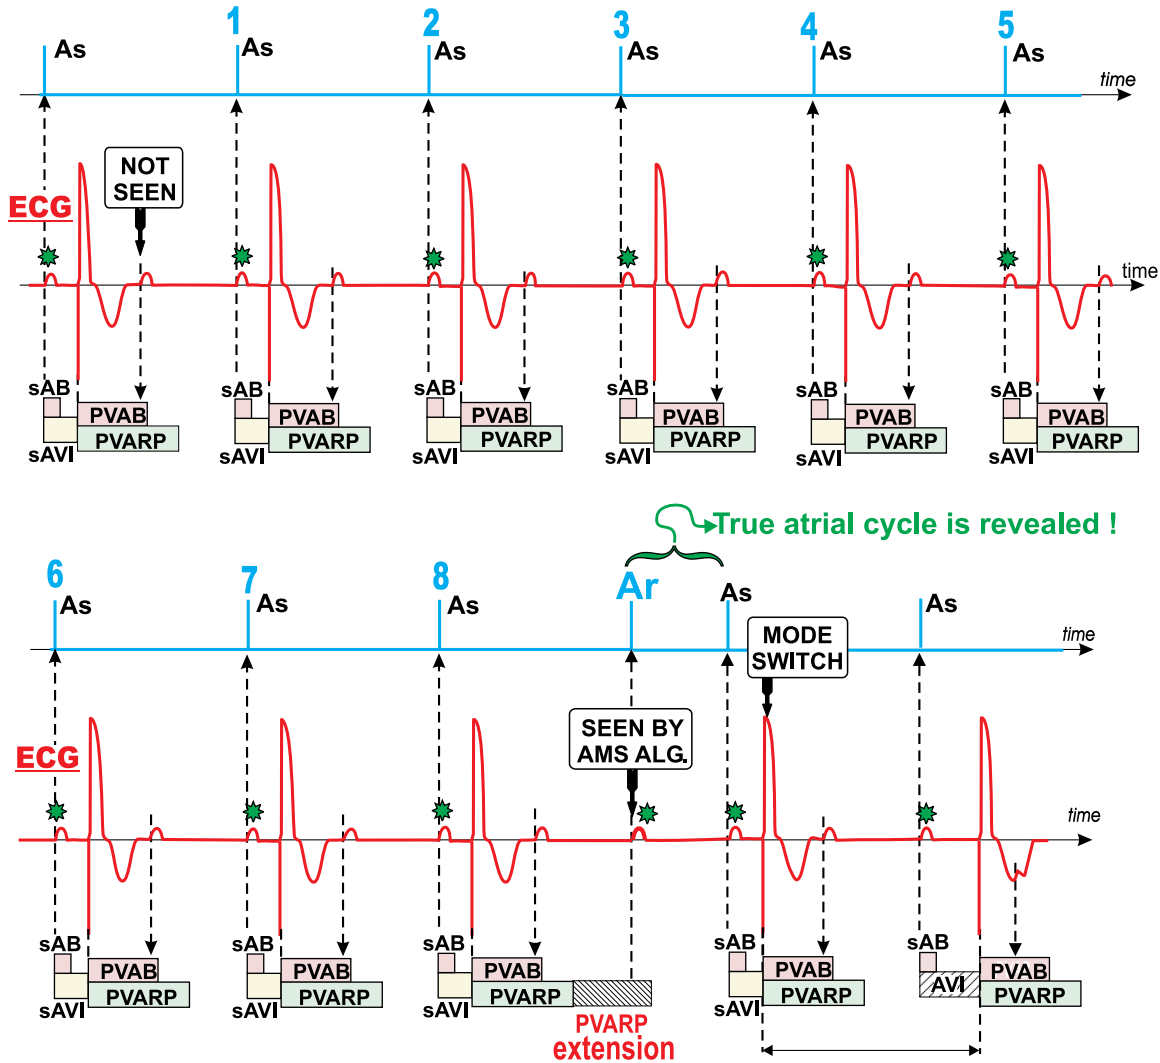 1 2 3 4 5
As As As As As As
time
NOT
SEEN
ECG
time
sAB sAB sAB sAB sAB sAB
PVAB PVAB PVAB PVAB PVAB PVAB
PVARP PVARP PVARP PVARP PVARP PVARP
sAVI sAVI sAVI sAVI sAVI sAVI
True atrial cycle is revealed !
6 7 8 Ar
As As As As As
time
MODE
SWITCH
SEEN BY
AMS ALG.
ECG
time
sAB sAB sAB sAB sAB
PVAB PVAB PVAB PVAB PVAB
AVI
PVARP PVARP PVARP PVARP PVARP
sAVI sAVI sAVI sAVI
PVARP
extension